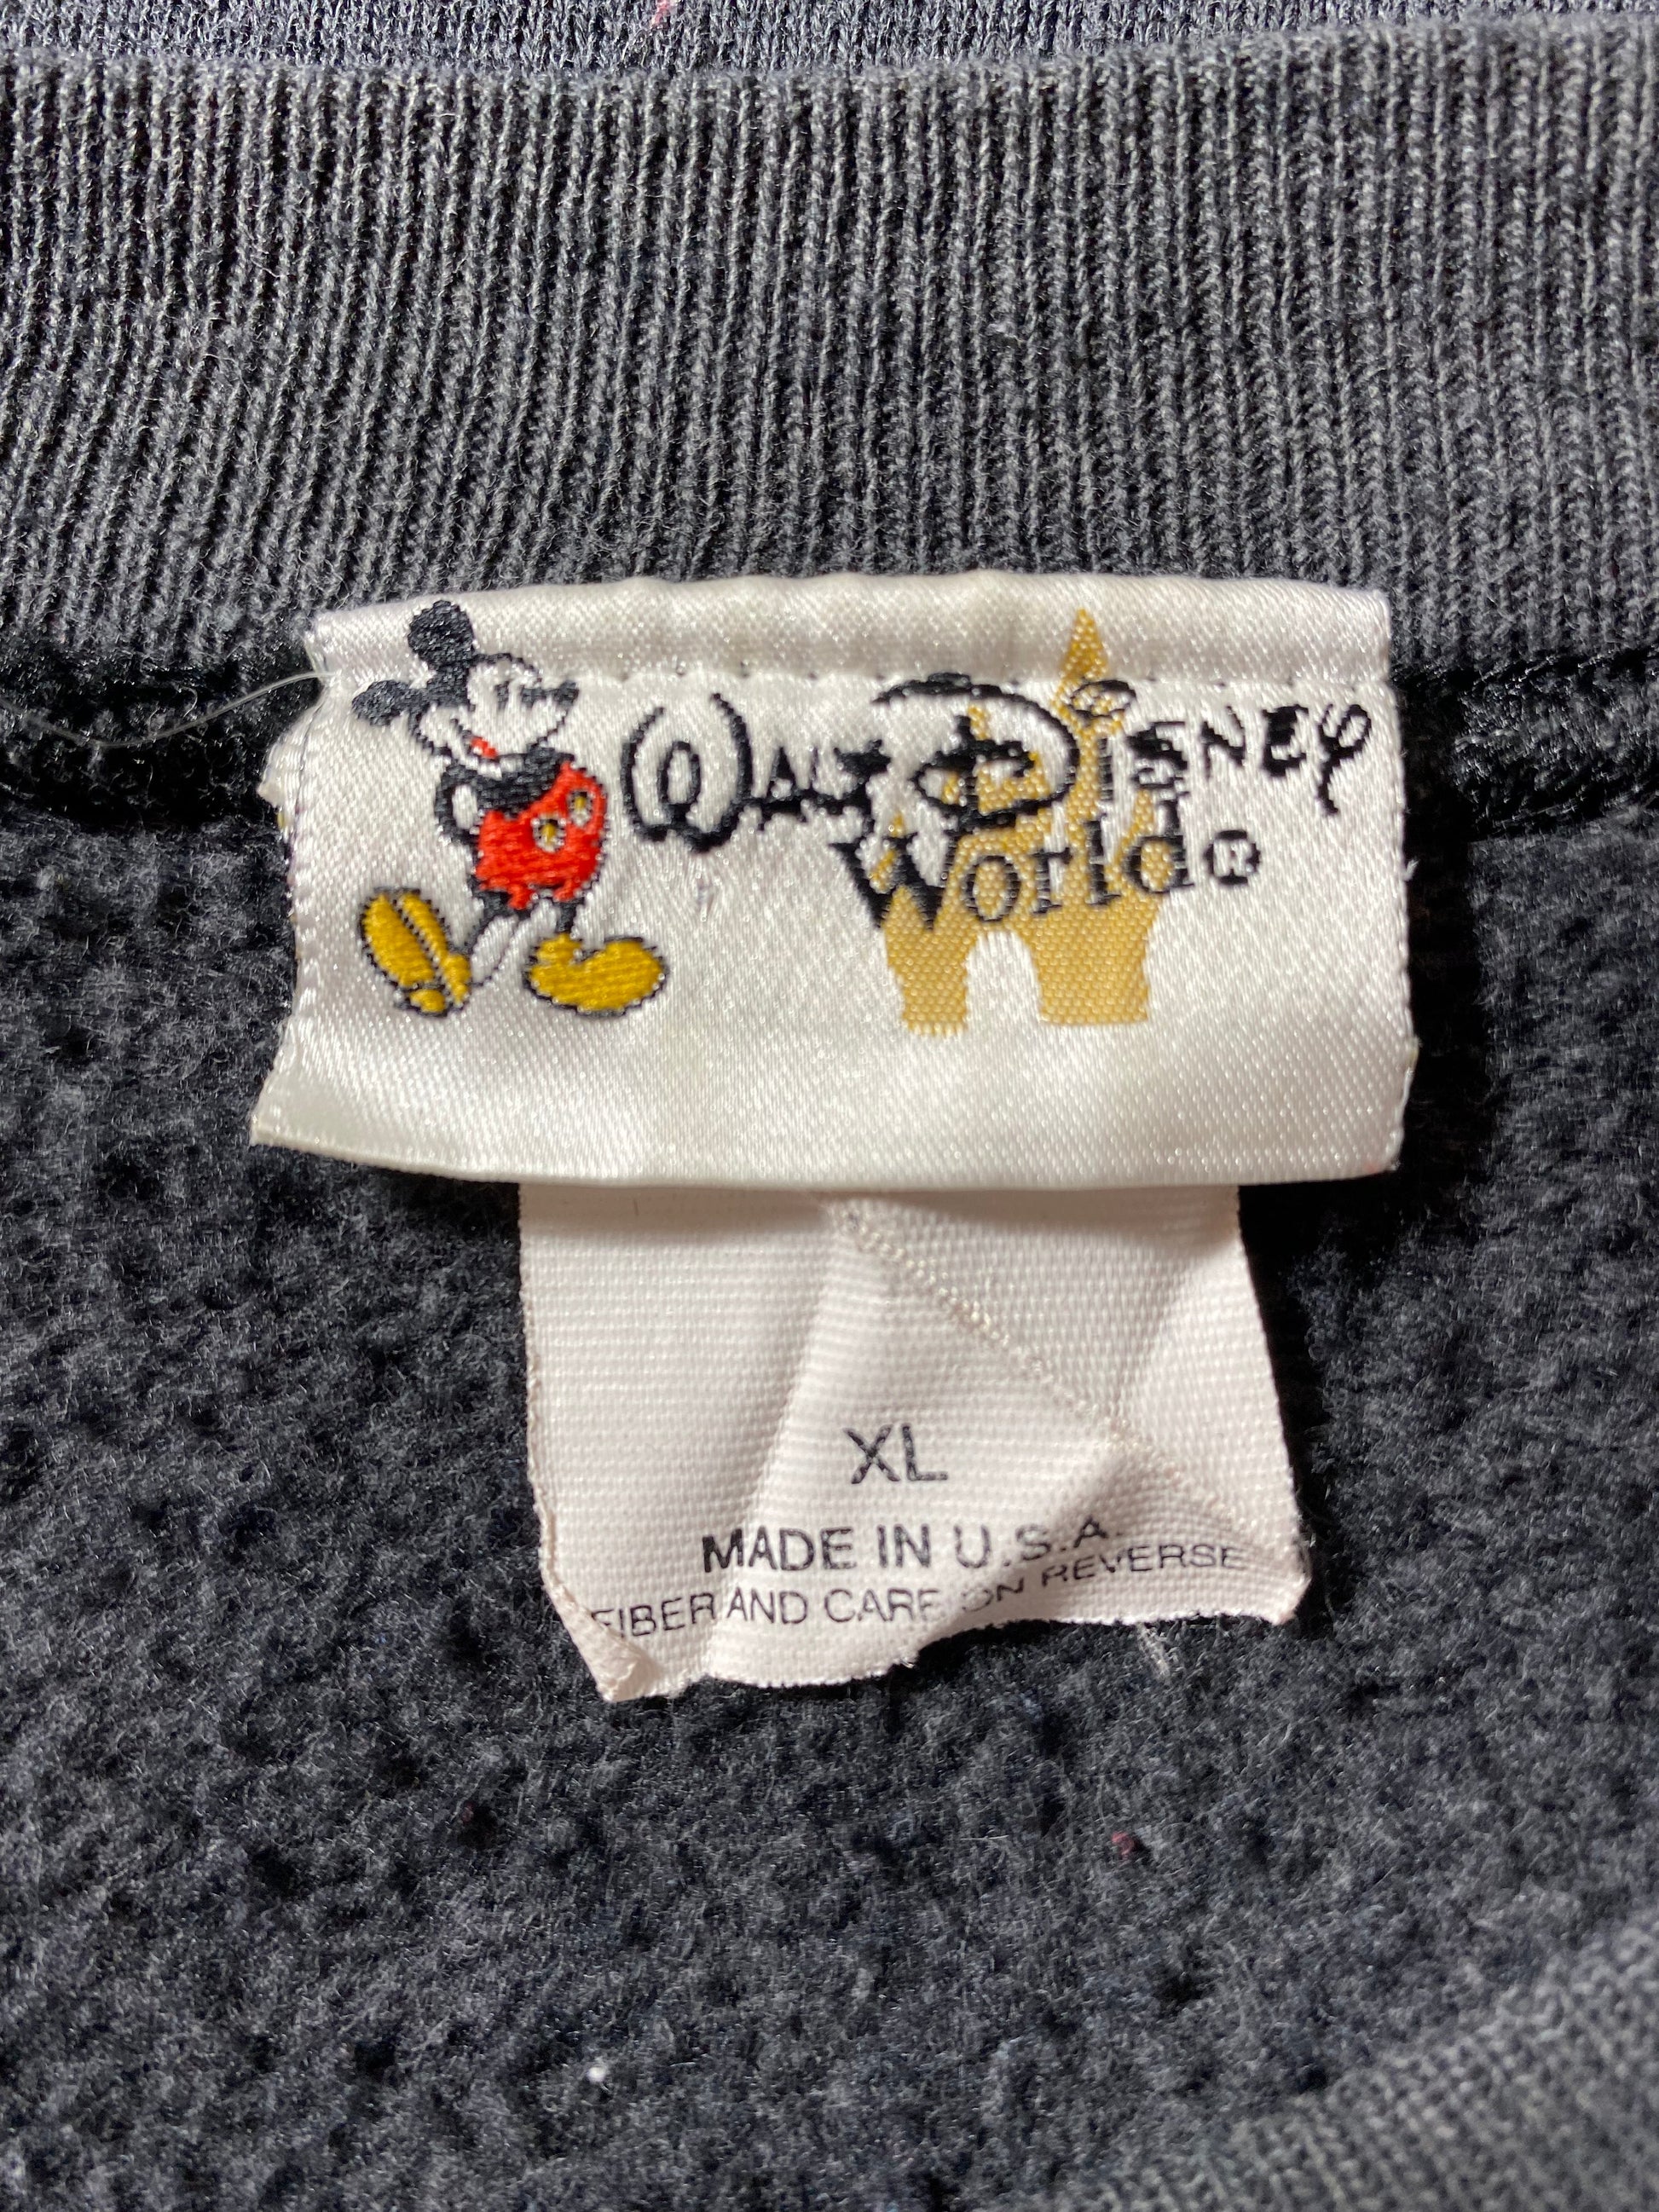 Walt Disney
World®
XL
MADE IN U.S.A.
FIBER AND CARE ON REVERSE